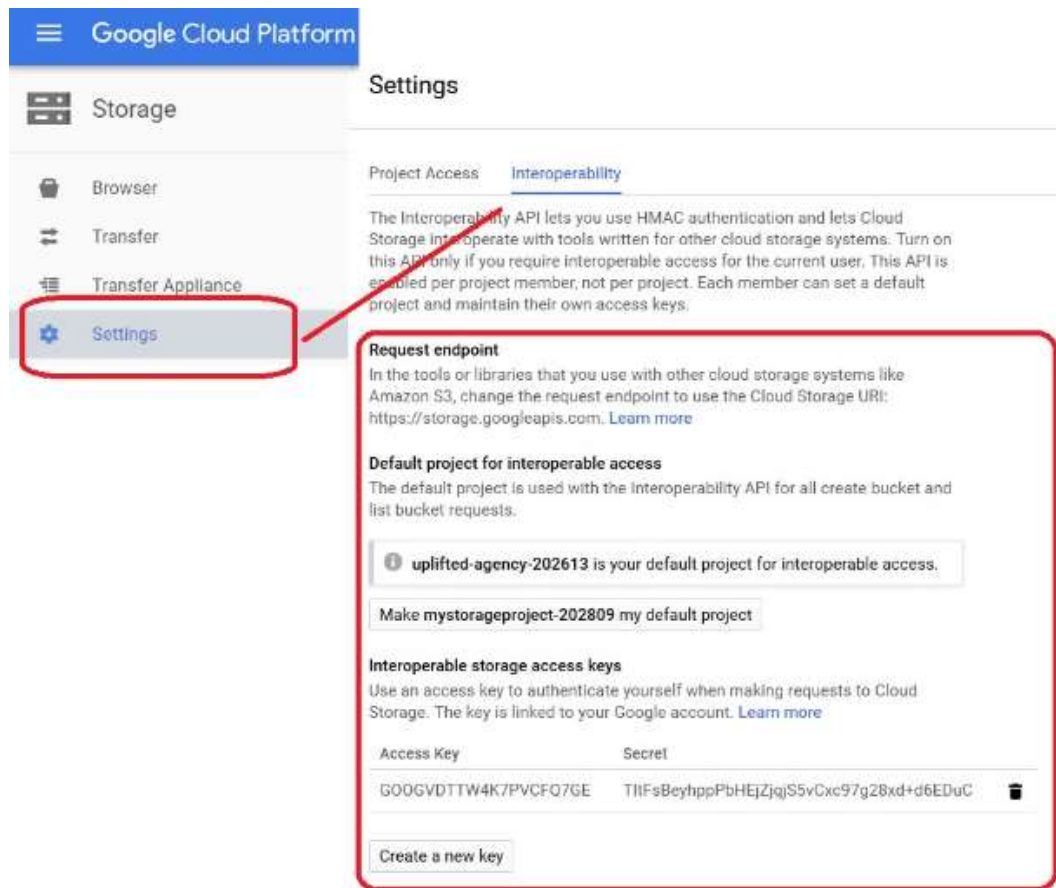 Google Cloud Platform
Storage
Browser
Transfer
Transfer Appliance
Settings
Settings
Project Access Interoperability
The Interoperability API lets you use HMAC authentication and lets Cloud
Storage interoperate with tools written for other cloud storage systems. Turn on
this API only if you require interoperable access for the current user. This API is
enabled per project member, not per project. Each member can set a default
project and maintain their own access keys.
Request endpoint
In the tools or libraries that you use with other cloud storage systems like
Amazon S3, change the request endpoint to use the Cloud Storage URI:
https://storage.googleapis.com. Learn more
Default project for interoperable access
The default project is used with the Interoperability API for all create bucket and
list bucket requests.
uplifted-agency-202613 is your default project for interoperable access.
Make mystorageproject-202809 my default project
Interoperable storage access keys
Use an access key to authenticate yourself when making requests to Cloud
Storage. The key is linked to your Google account. Learn more
Access Key Secret
GOOGVDTTW4K7PVCFQ7GE TItFsBeyhppPbHEjZjqjS5vCxc97g28xd+d6EDuC
Create a new key